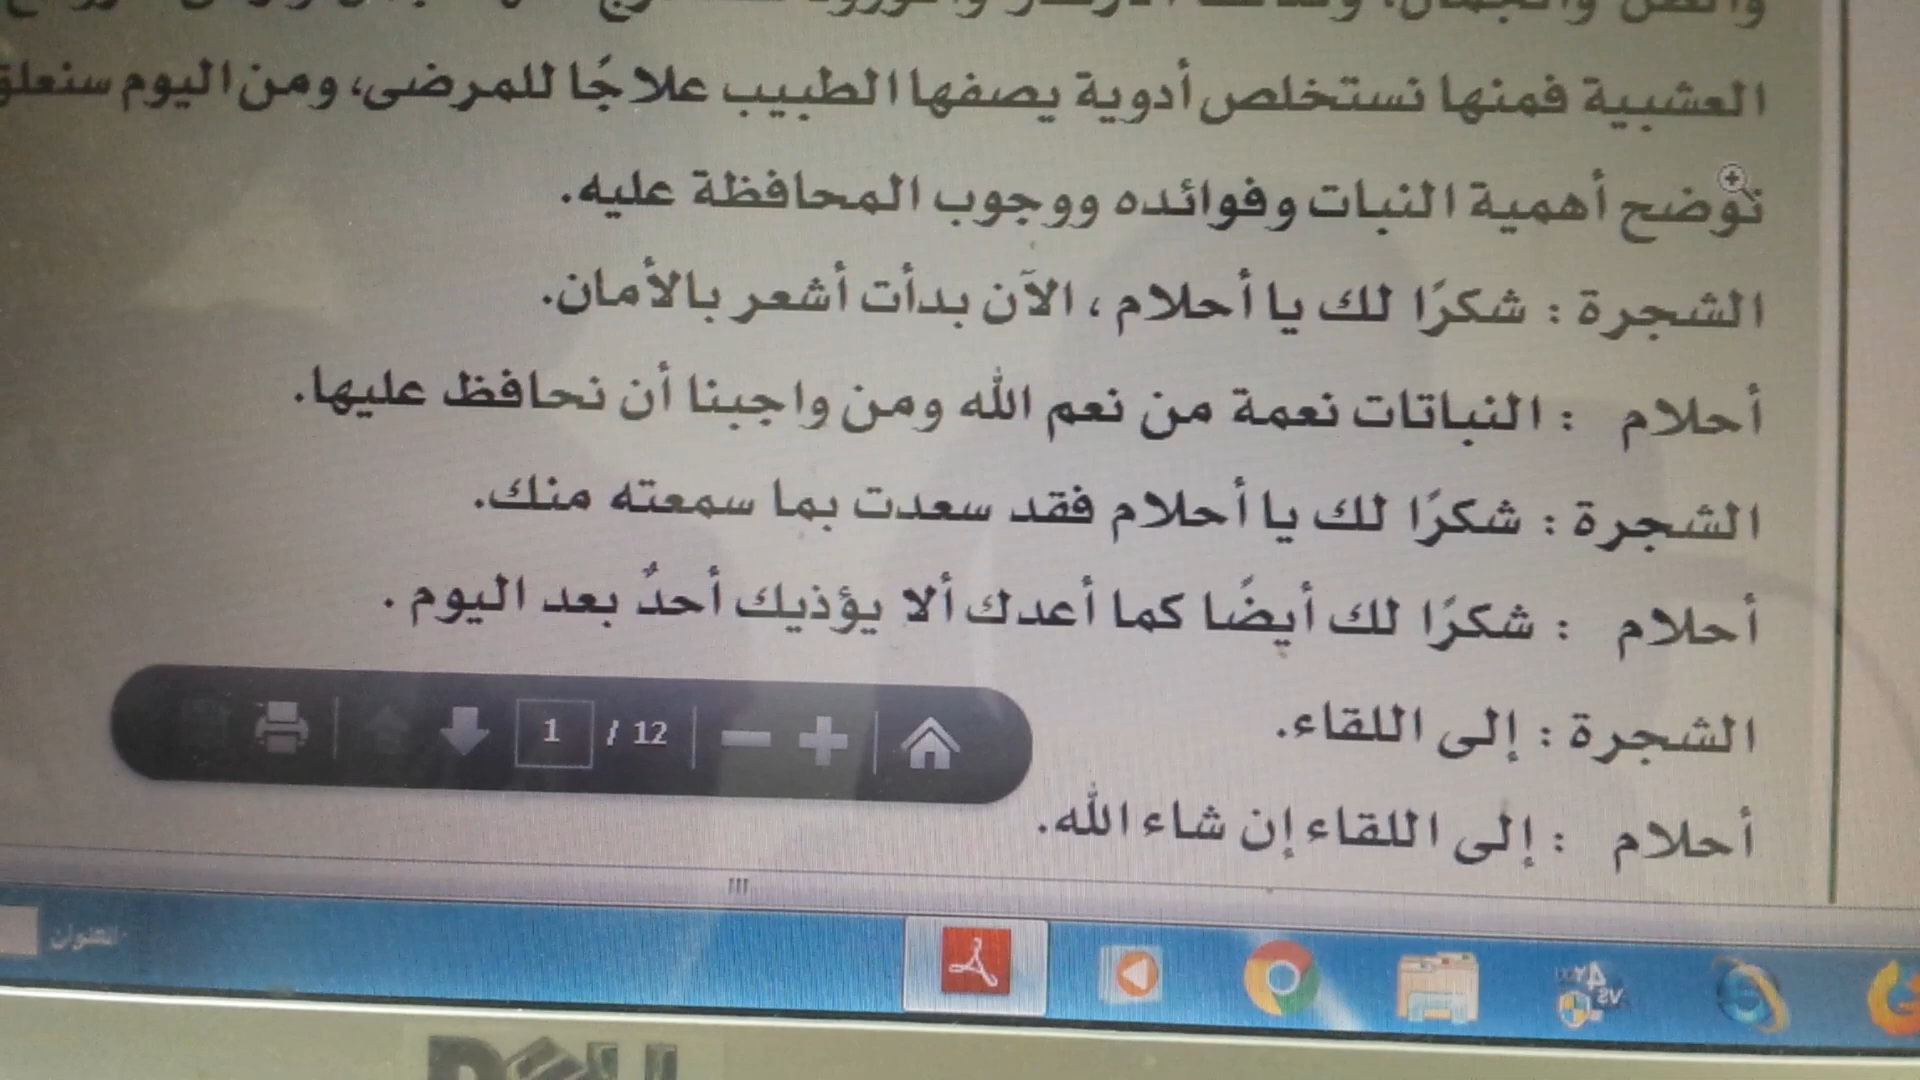 العشبية فمنها نستخلص أدوية يصفها الطبيب علاجًا للمرضى، ومن اليوم سنعلق
نوضح أهمية النبات وفوائده ووجوب المحافظة عليه.
الشجرة : شكرًا لك يا أحلام ، الآن بدأت أشعر بالأمان.
أحلام : النباتات نعمة من نعم الله ومن واجبنا أن نحافظ عليها.
الشجرة : شكرًا لك يا أحلام فقد سعدت بما سمعته منك.
أحلام : شكرًا لك أيضًا كما أعدك ألا يؤذيك أحدٌ بعد اليوم .
الشجرة : إلى اللقاء.
1 / 12
أحلام : إلى اللقاء إن شاء الله.
العنوان
DELL